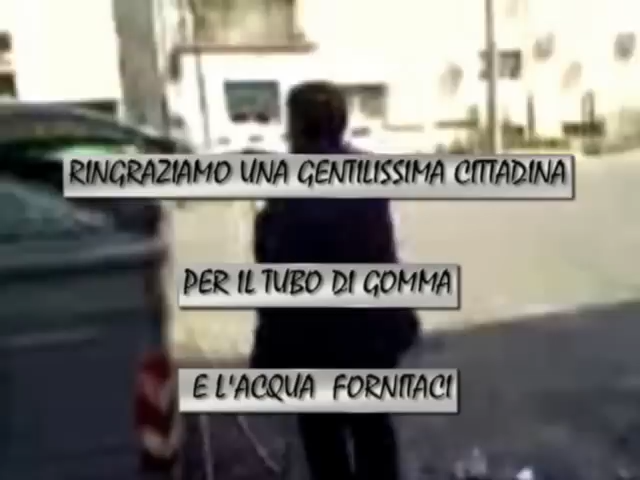 RINGRAZIAMO UNA GENTILISSIMA CITTADINA
PER IL TUBO DI GOMMA
E L'ACQUA FORNITACI